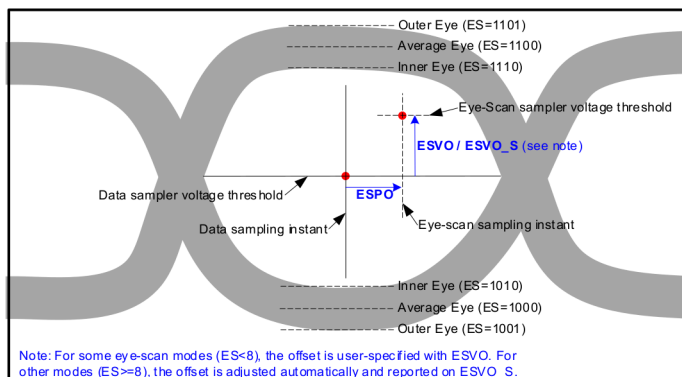 Outer Eye (ES=1101)
Average Eye (ES=1100)
Inner Eye (ES=1110)
Eye-Scan sampler voltage threshold
ESVO / ESVO_S (see note)
Data sampler voltage threshold
ESPO
Data sampling instant
Eye-scan sampling instant
Inner Eye (ES=1010)
Average Eye (ES=1000)
Outer Eye (ES=1001)
Note: For some eye-scan modes (ES<8), the offset is user-specified with ESVO. For
other modes (ES>=8), the offset is adjusted automatically and reported on ESVO_S.